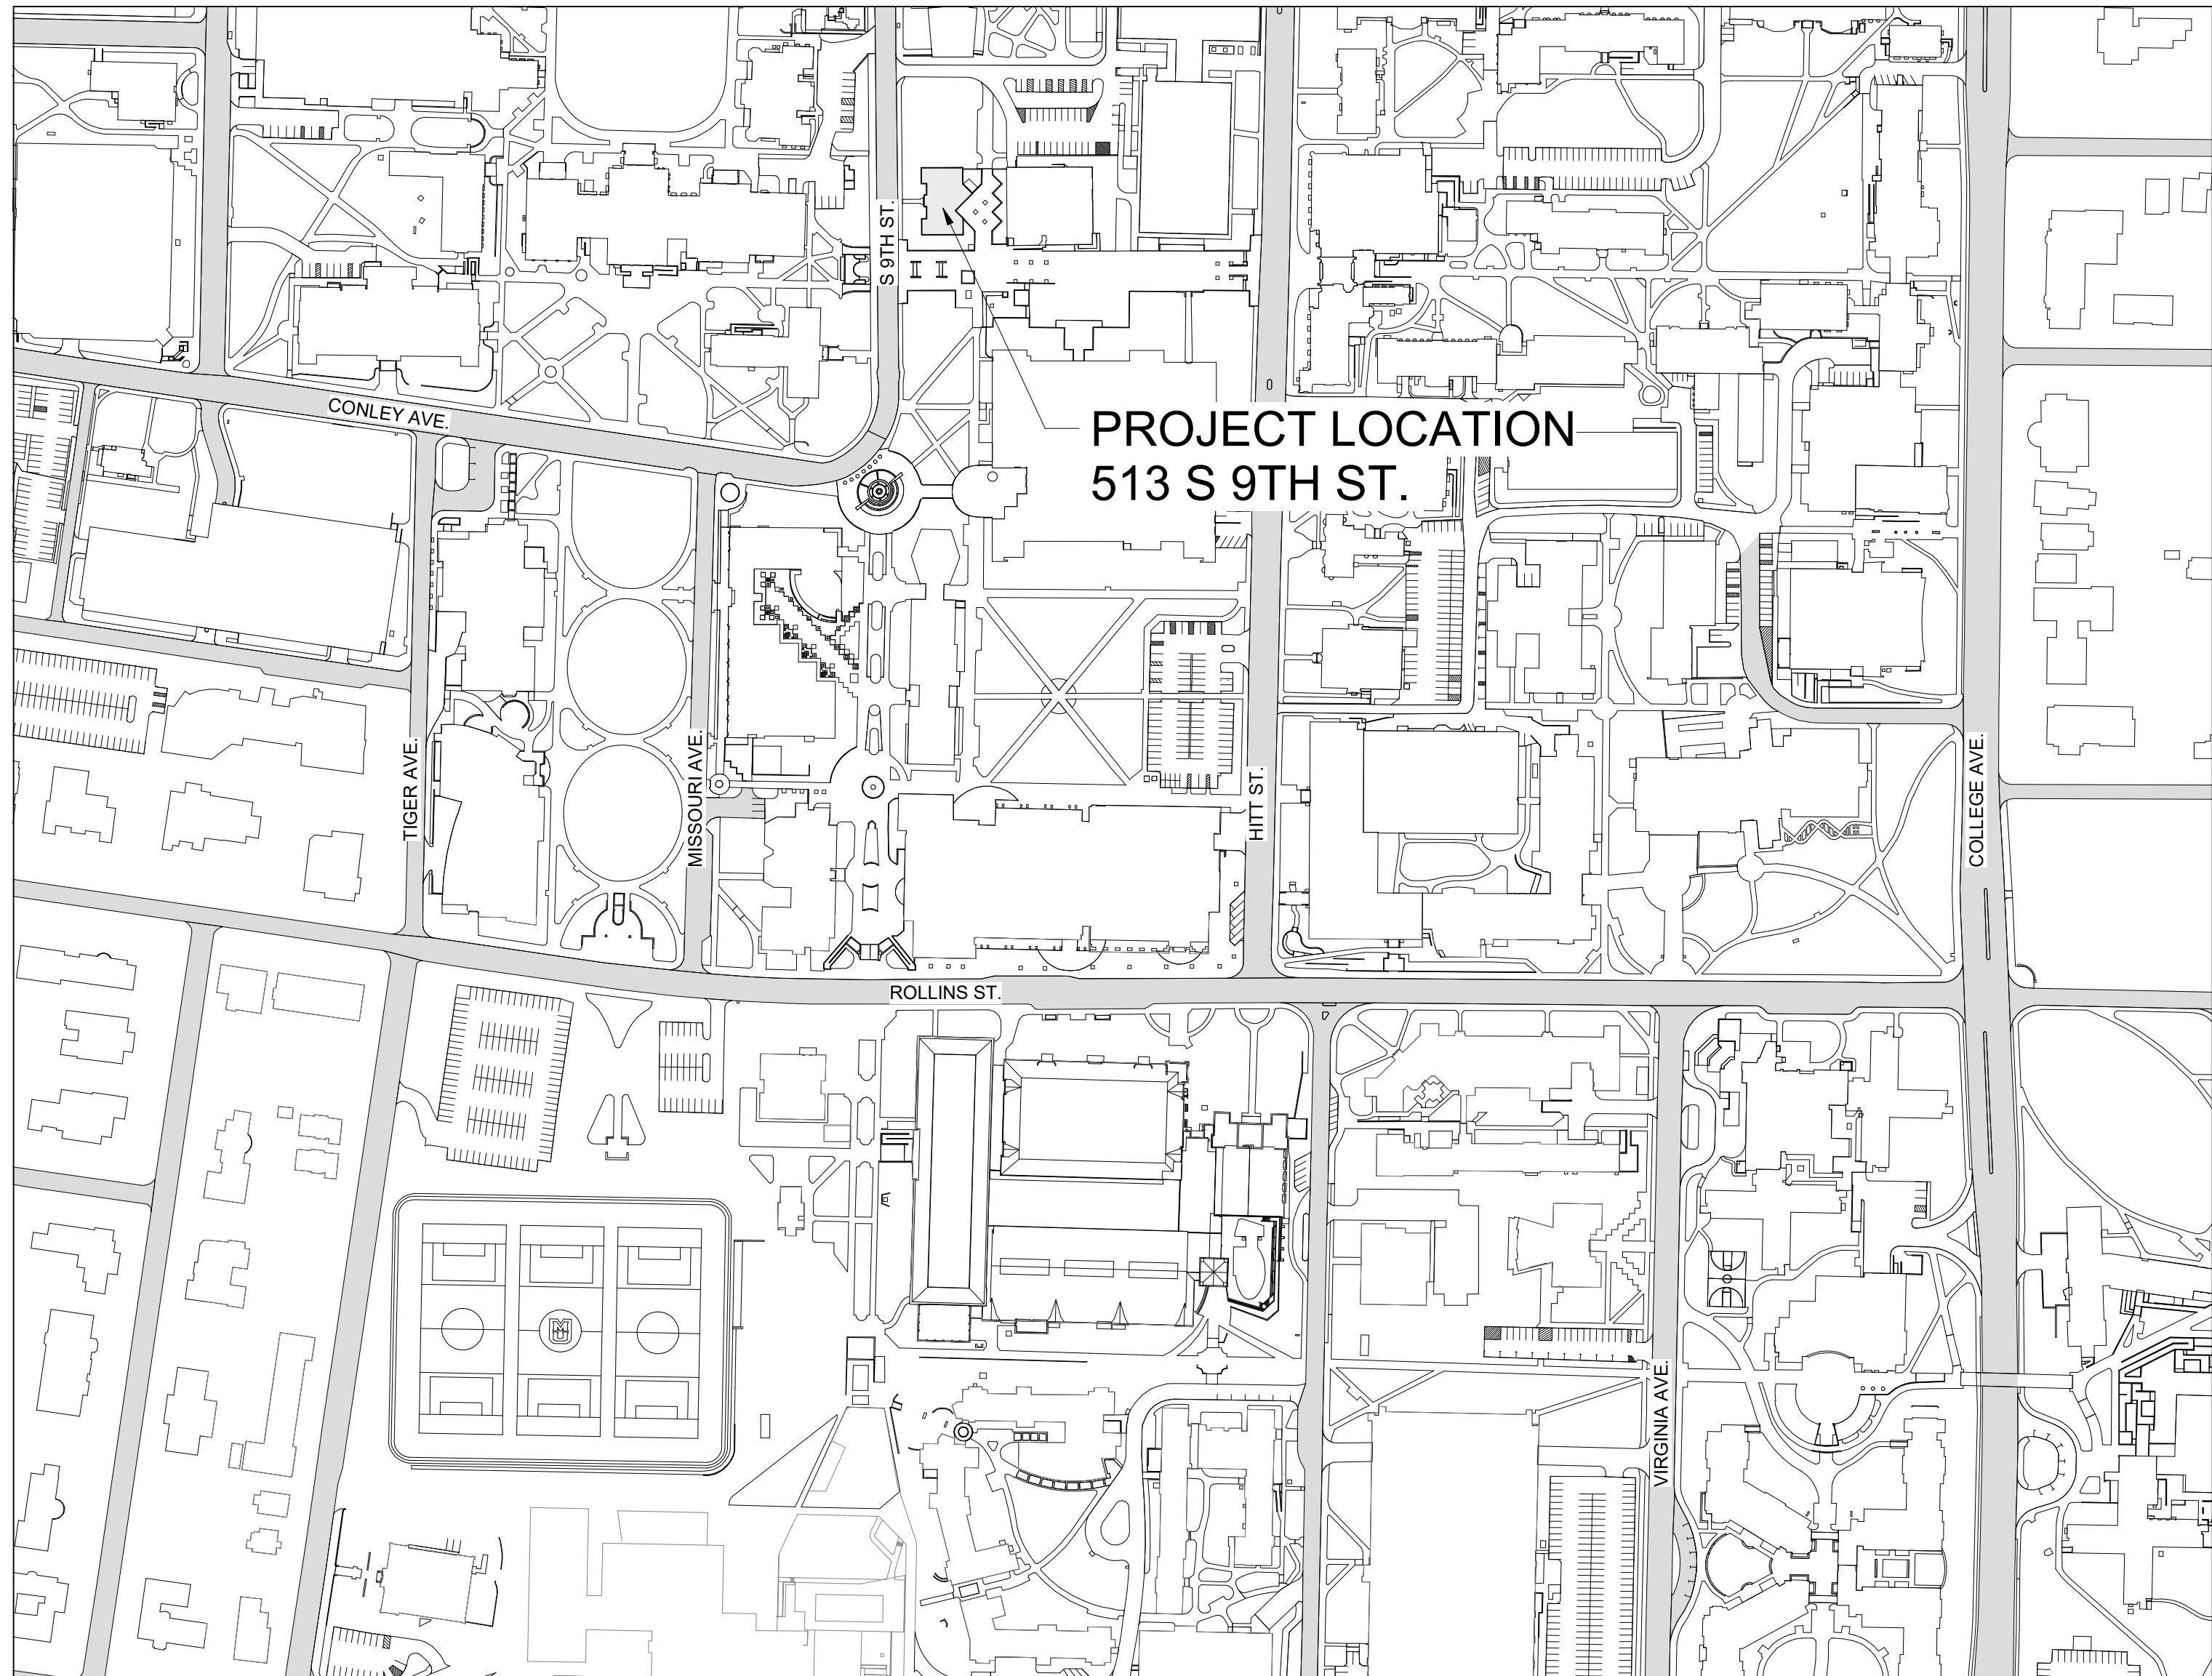 S 9TH ST.
CONLEY AVE.
PROJECT LOCATION
513 S 9TH ST.
TIGER AVE.
MISSOURI AVE.
HITT ST.
COLLEGE AVE.
ROLLINS ST.
VIRGINIA AVE.
MU